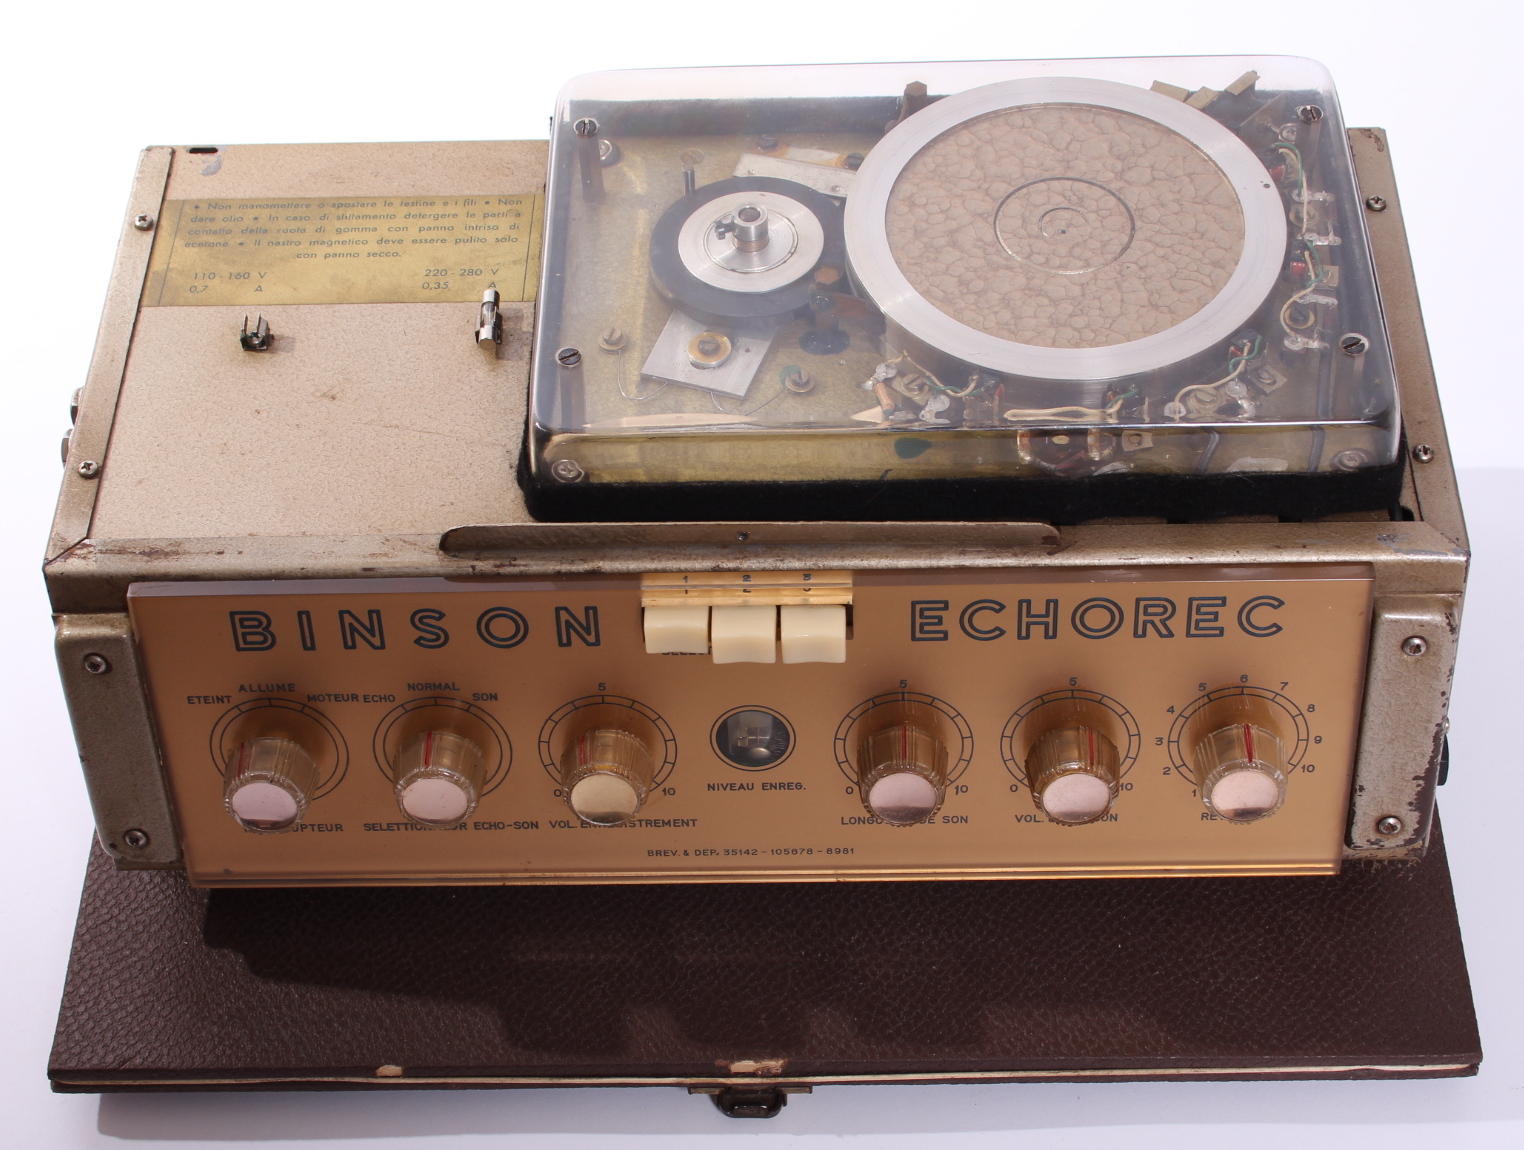 • Non manomettere o spostare le testine e i fili • Non
dare olio • In caso di slittamento detergere le parti a
contatto della ruota di gomma con panno intriso di
acetone • Il nastro magnetico deve essere pulito solo
con panno secco.
110-160 V 220-280 V
0,7 A 0,35 A
1 2 3
1 2 3
BINSON ECHOREC
ETEINT ALLUME MOTEUR ECHO NORMAL SON 5 5 5 1 2 3 4 5 6 7 8 9 10
0 10 NIVEAU ENREG. 0 10 0 10
UPTEUR ECHO-SON VOL. SON VOL.
BREV. & DEP. 35142 - 105878 - 8981